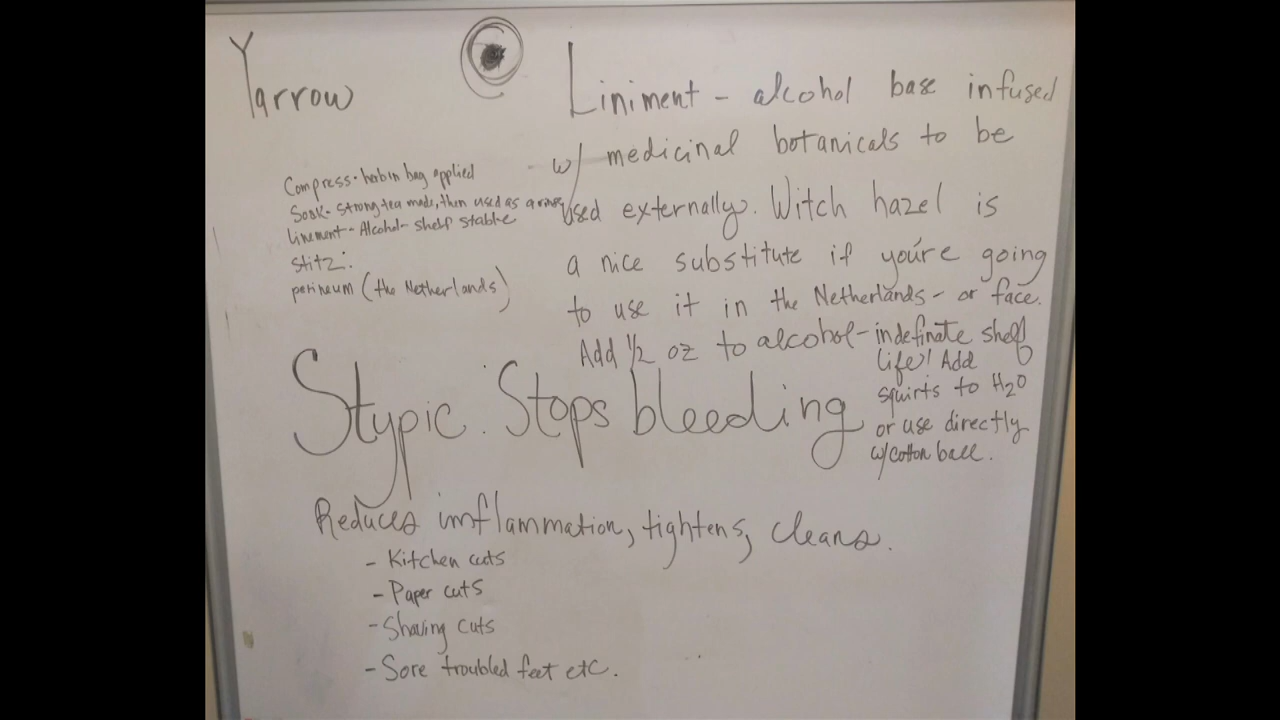 Yarrow
Liniment - alcohol base infused
w/ medicinal botanicals to be
used externally. Witch hazel is
a nice substitute if you're going
to use it in the Netherlands - or face.
Add 1/2 oz to alcohol - indefinate shelf
life! Add
squirts to H2O
or use directly
w/cotton ball.
Compress - herb in bag applied
Soak - strong tea made, then used as a
Linement - Alcohol - shelf stable
Stitz:
perineum (the Netherlands)
Stypic. Stops bleeding
Reduces imflammation, tightens, cleans.
- Kitchen cuts
- Paper cuts
- Shaving cuts
- Sore troubled feet etc.